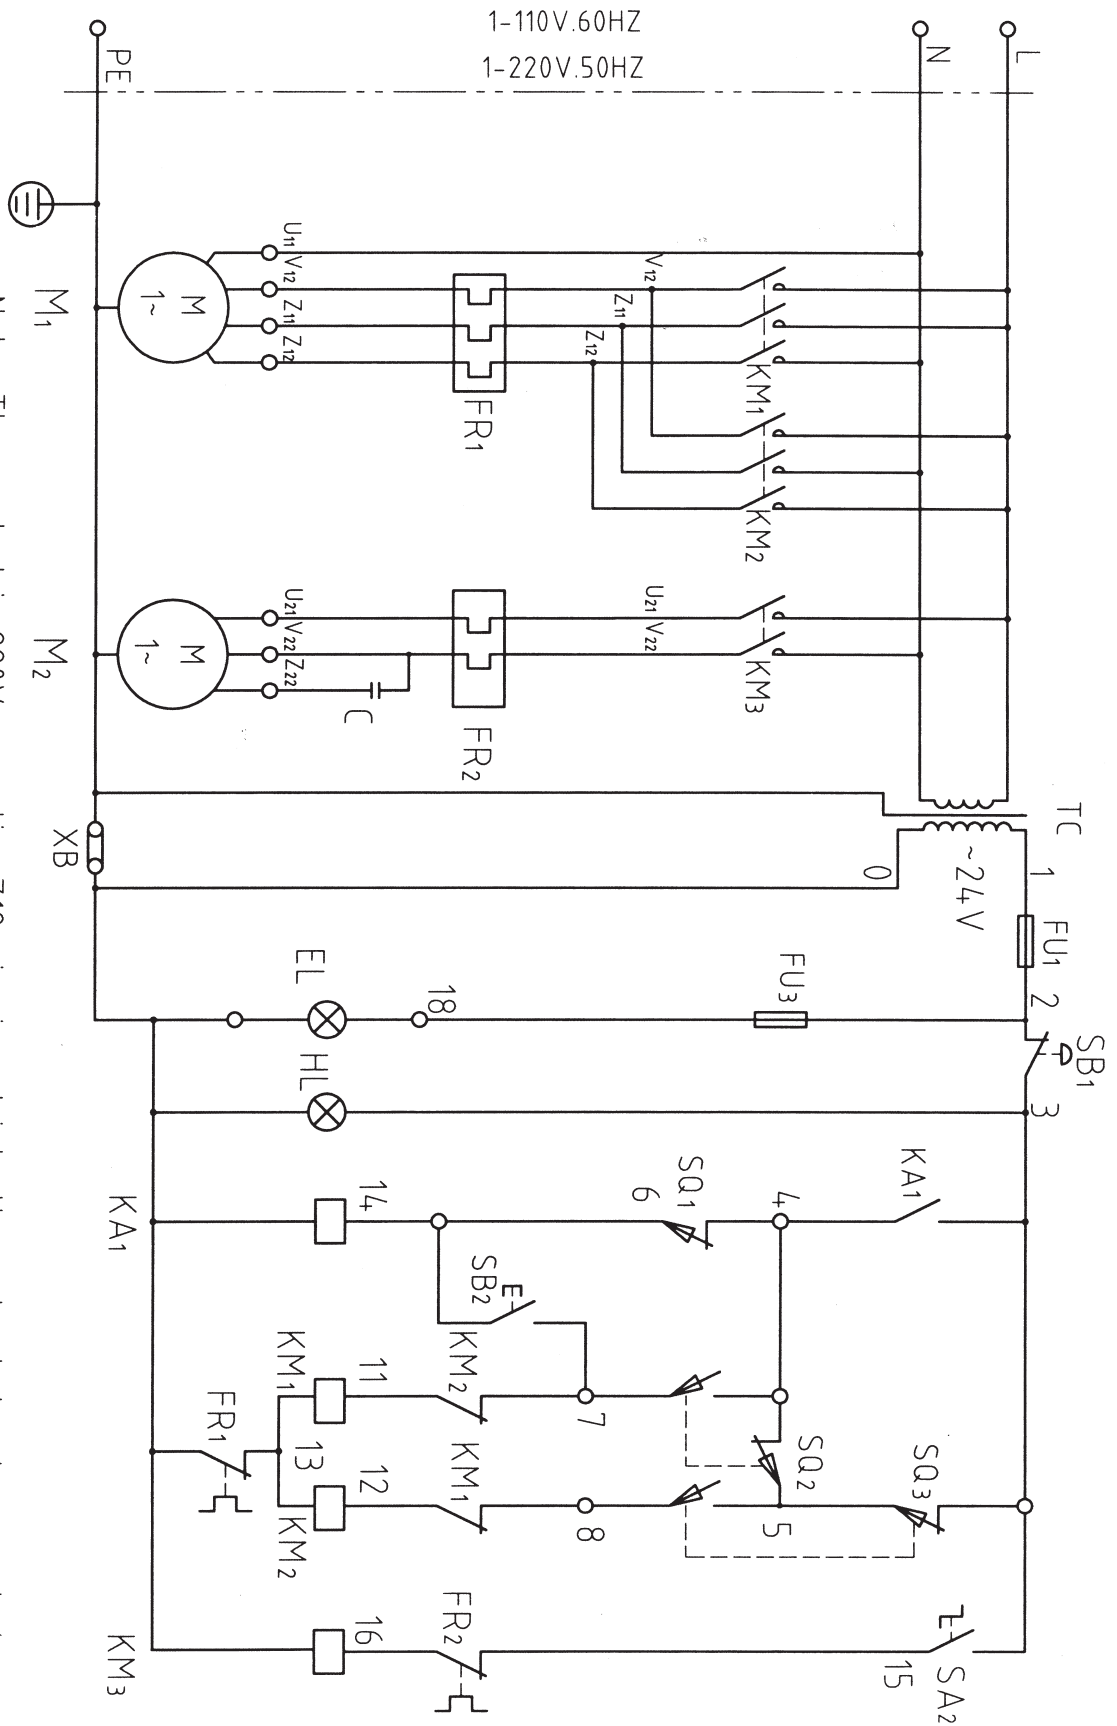 1-110V.60HZ
1-220V.50HZ
L
N
PE
U11
V12
Z11
Z12
V12
Z11
Z12
M
1~
M1
FR1
KM1
KM2
U21
V22
Z22
U21
V22
M
1~
M2
C
FR2
KM3
TC
XB
0
~24V
1
FU1
2
SB1
3
EL
18
FU3
HL
KA1
14
6
SQ1
4
KA1
SB2
KM1
11
KM2
7
SQ2
FR1
13
12
KM1
KM2
8
5
SQ3
KM3
16
FR2
15
SA2